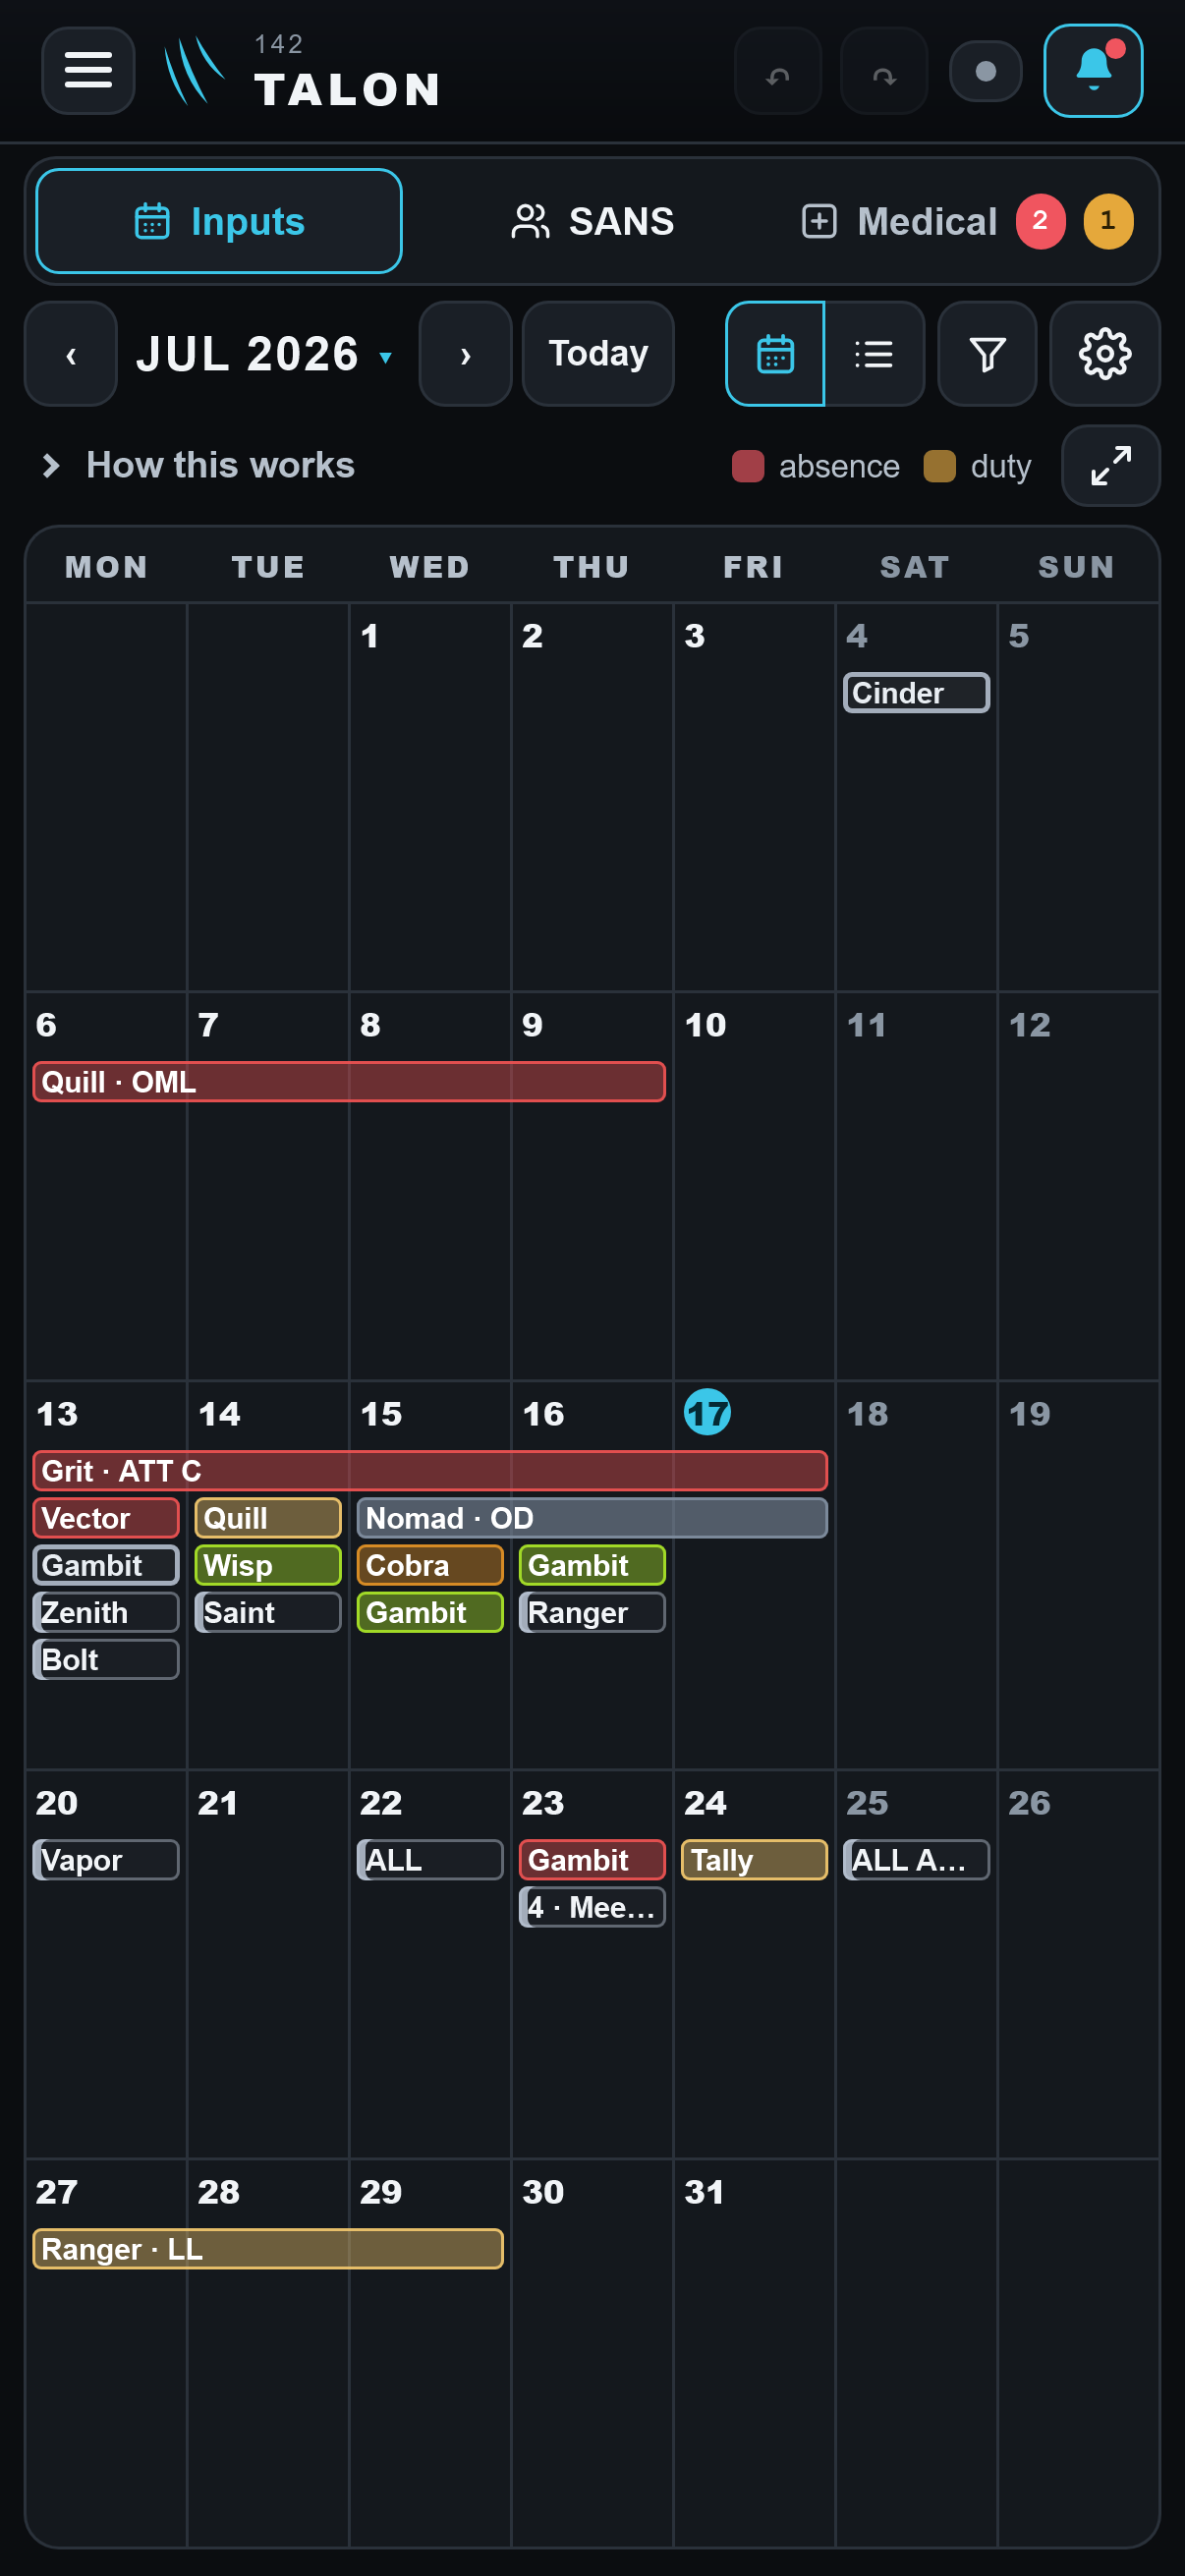 142
TALON
Inputs
SANS
Medical 2 1
‹ JUL 2026 ▾ › Today
How this works
absence duty
MON TUE WED THU FRI SAT SUN
1 2 3 4 5
Cinder
6 7 8 9 10 11 12
Quill · OML
13 14 15 16 17 18 19
Grit · ATT C
Vector Quill Nomad · OD
Gambit Wisp Cobra Gambit
Zenith Saint Gambit Ranger
Bolt
20 21 22 23 24 25 26
Vapor ALL Gambit Tally ALL A...
4 · Mee...
27 28 29 30 31
Ranger · LL